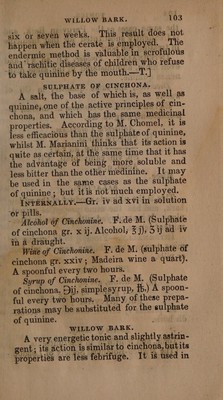 WILLOW BARK. 103
six or seven weeks. This result does not
happen when the cerate is employed. The
endermic method is valuable in scrofulous
and rachitic diseases of children who refuse
to take quinine by the mouth.—T.]
SULPHATE OF CINCHONA.
A salt, the base of which is, as well as
quinine, one of the active principles of cin-
chona, and which has the same medicinal
properties. According to M. Chomel, it is
less efficacious than the sulphate of quinine,
whilst M. Marianini thinks that its action is
quite as certain, at the same time that it has
the advantage of being more soluble and
less bitter than the other medinine. It may
be used in the same cases as the sulphate
of quinine; but it is not much employed.
INTERNALLY.—Gr. iv ad xvi in solution
or pills.
Alcohol of Cinchonine. F. de M. (Sulphate
of cinchona gr. x ij. Alcohol, ℥ j). ʒ ij ad iv
in a draught.
Wine of Cinchonine. F. de M. (sulphate of
cinchona gr. xxiv; Madeira wine a quart).
A spoonful every two hours.
Syrup of Cinchonine. F. de M. (Sulphate
of cinchona, ℈ij. simple syrup, ℔.) A spoon-
ful every two hours. Many of these prepa-
rations may be substituted for the sulphate
of quinine.
WILLOW BARK.
A very energetic tonic and slightly astrin-
gent; its action is similar to cinchona, but its
properties are less febrifuge. It is used in